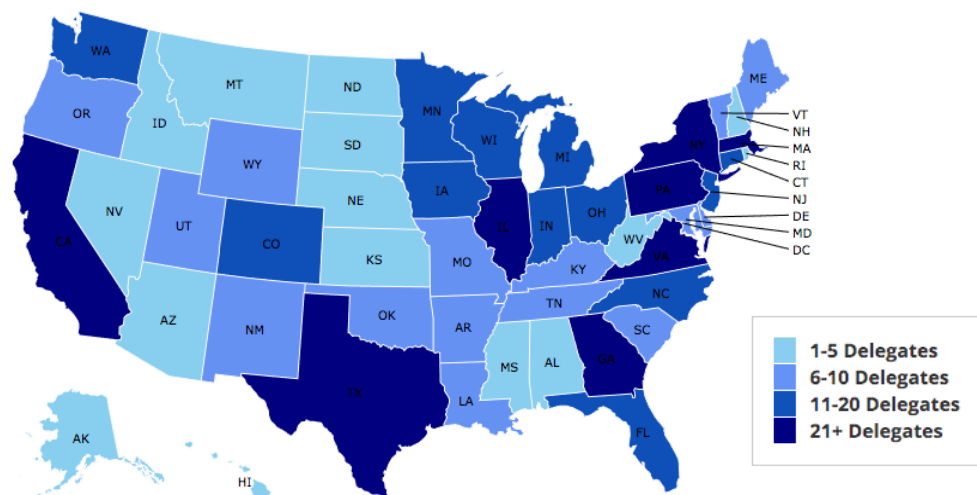 WA
MT
ND
MN
ME
OR
ID
SD
WI
MI
NY
VT
NH
MA
RI
CT
NJ
DE
MD
DC
WY
NE
IA
PA
NV
UT
CO
IL
IN
OH
WV
VA
CA
KS
MO
KY
AZ
NM
OK
AR
TN
NC
SC
TX
LA
MS
AL
GA
FL
AK
HI
1-5 Delegates
6-10 Delegates
11-20 Delegates
21+ Delegates